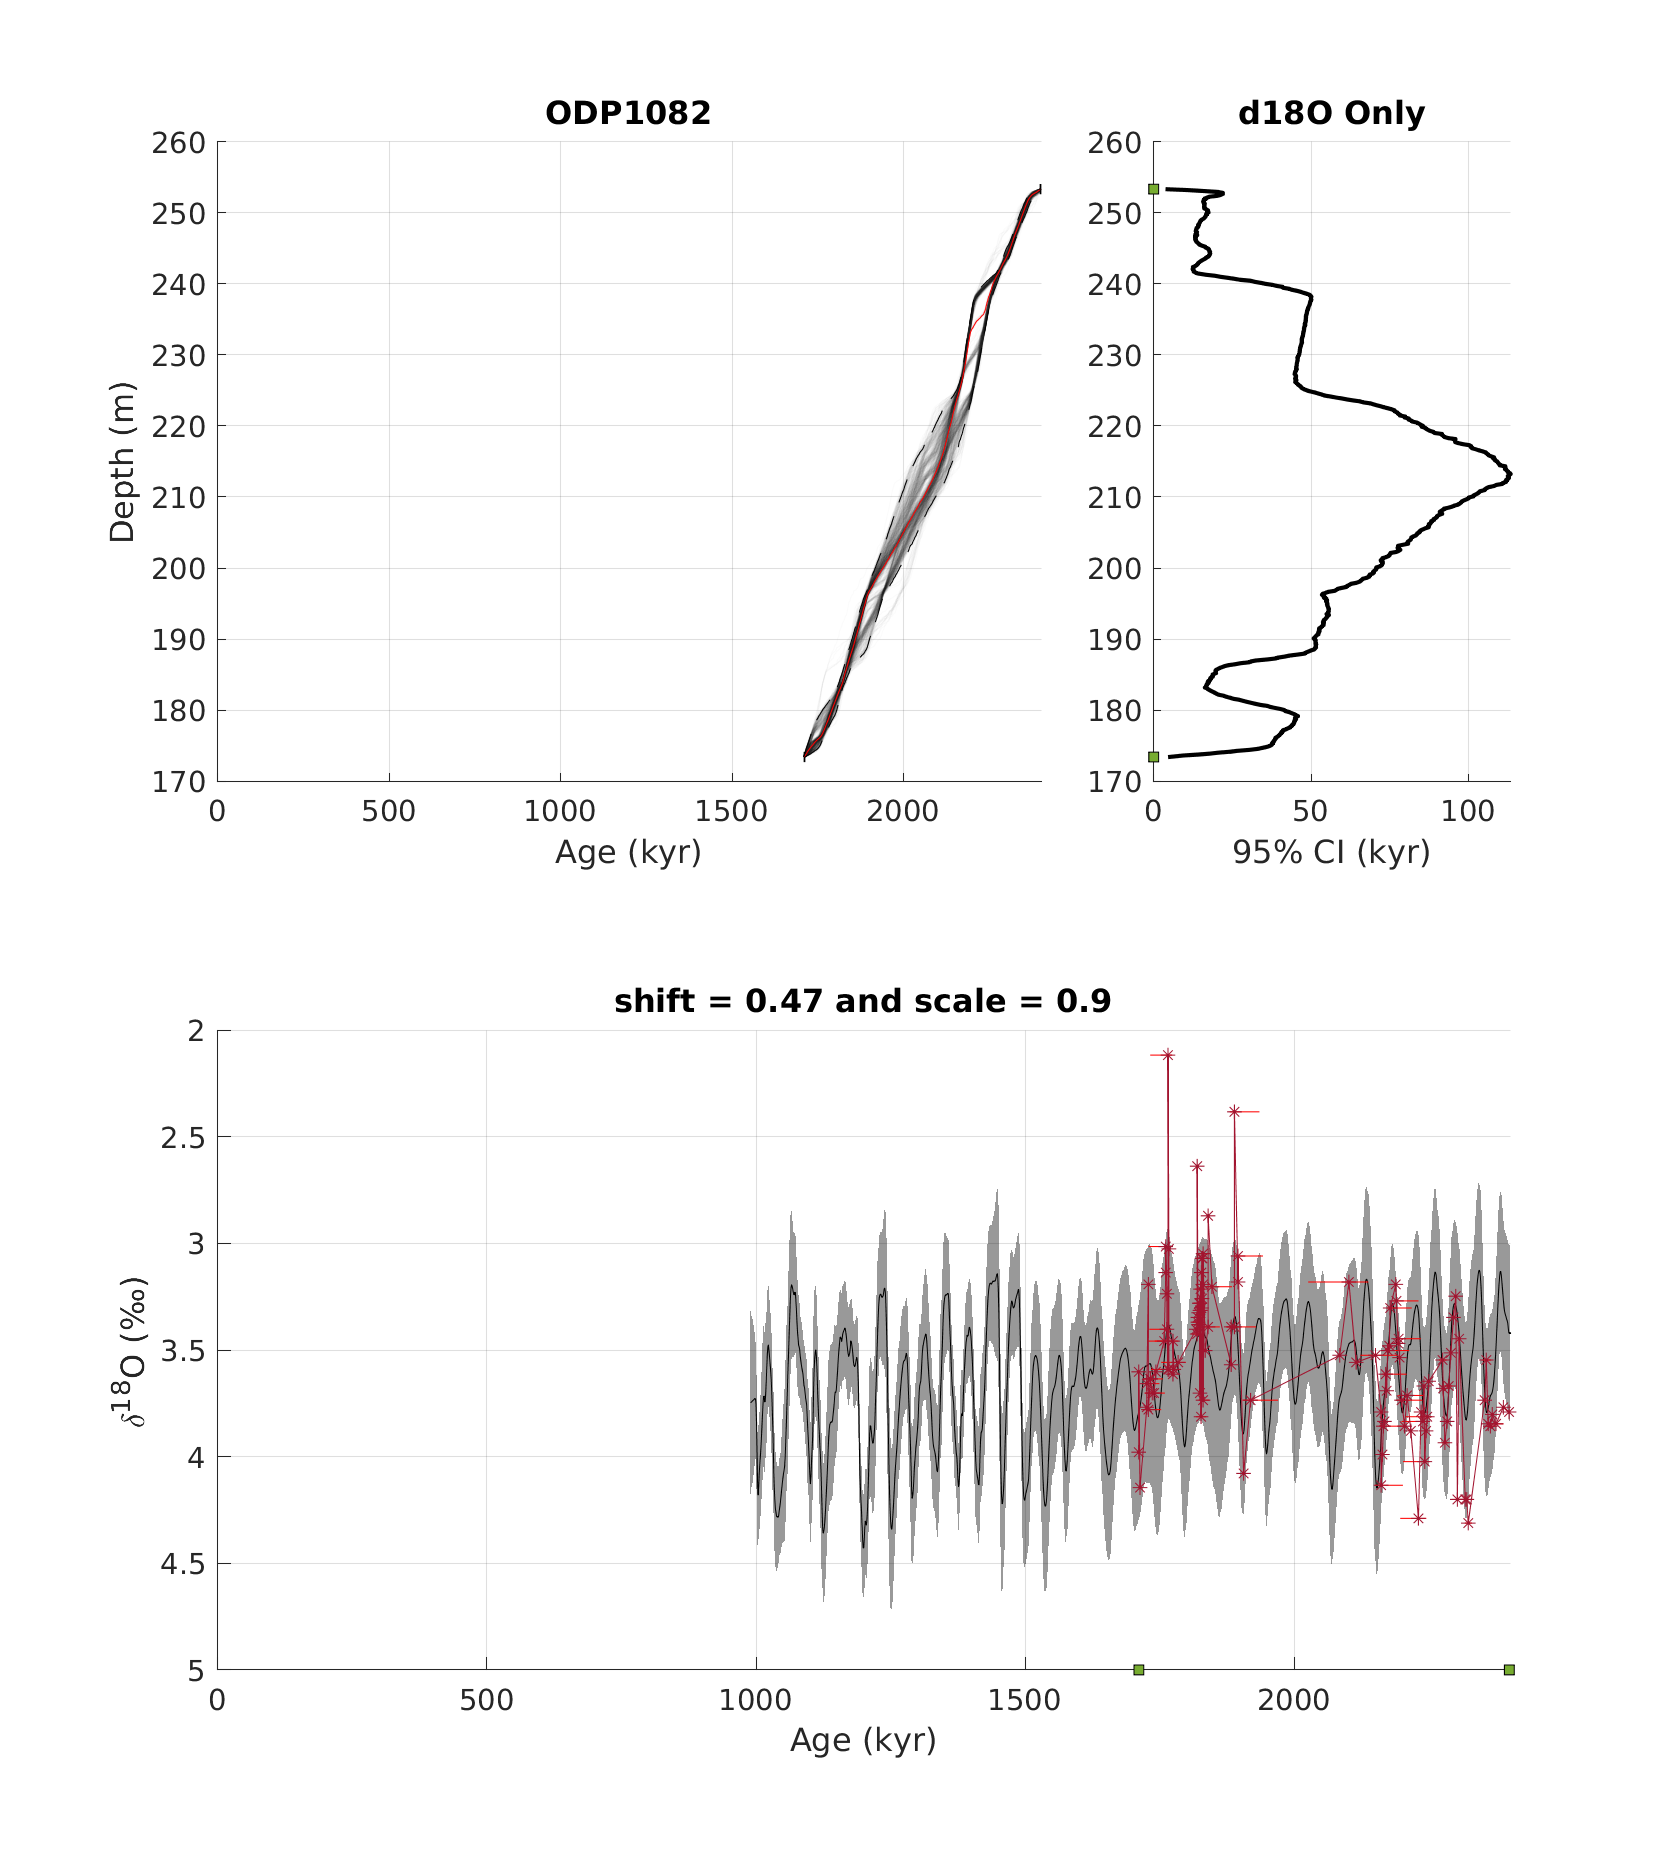 ODP1082
d18O Only
260
250
240
230
220
210
200
190
180
170
Depth (m)
0 500 1000 1500 2000
Age (kyr)
260
250
240
230
220
210
200
190
180
170
0 50 100
95% CI (kyr)
shift = 0.47 and scale = 0.9
2
2.5
3
3.5
4
4.5
5
δ¹⁸O (‰)
0 500 1000 1500 2000
Age (kyr)